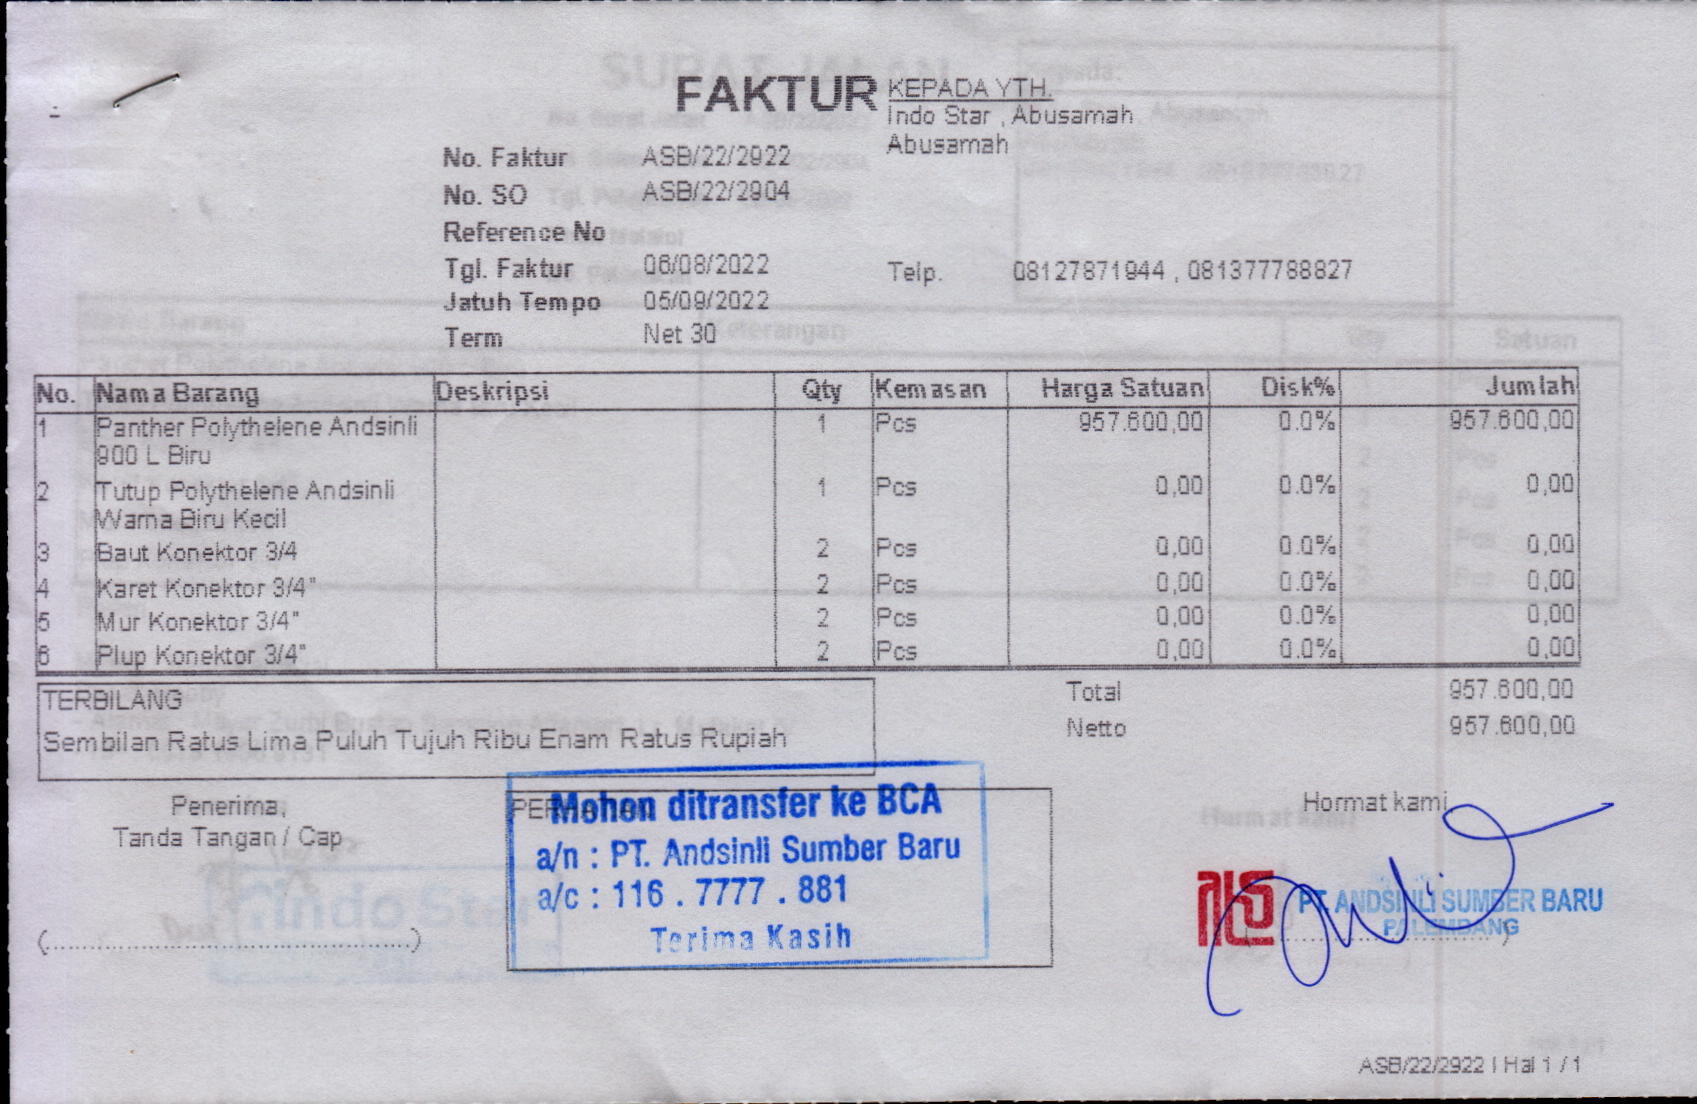 FAKTUR
KEPADA YTH.
Indo Star , Abusamah
Abusamah
No. Faktur ASB/22/2922
No. SO ASB/22/2904
Reference No
Tgl. Faktur 06/08/2022
Telp. 08127871944 , 081377788827
Jatuh Tempo 05/09/2022
Term Net 30
No. Nama Barang Deskripsi Qty Kemasan Harga Satuan Disk% Jumlah
1 Panther Polythelene Andsinli 1 Pcs 957.600,00 0.0% 957.600,00
900 L Biru
2 Tutup Polythelene Andsinli 1 Pcs 0,00 0.0% 0,00
Warna Biru Kecil
3 Baut Konektor 3/4 2 Pcs 0,00 0.0% 0,00
4 Karet Konektor 3/4" 2 Pcs 0,00 0.0% 0,00
5 Mur Konektor 3/4" 2 Pcs 0,00 0.0% 0,00
6 Plup Konektor 3/4" 2 Pcs 0,00 0.0% 0,00
TERBILANG
Sembilan Ratus Lima Puluh Tujuh Ribu Enam Ratus Rupiah
Total 957.600,00
Netto 957.600,00
Penerima,
Tanda Tangan / Cap
(..........................................................)
Mohon ditransfer ke BCA
a/n : PT. Andsinli Sumber Baru
a/c : 116 . 7777 . 881
Terima Kasih
Hormat kami
PT. ANDSINLI SUMBER BARU
PALEMBANG
ASB/22/2922 | Hal 1 / 1